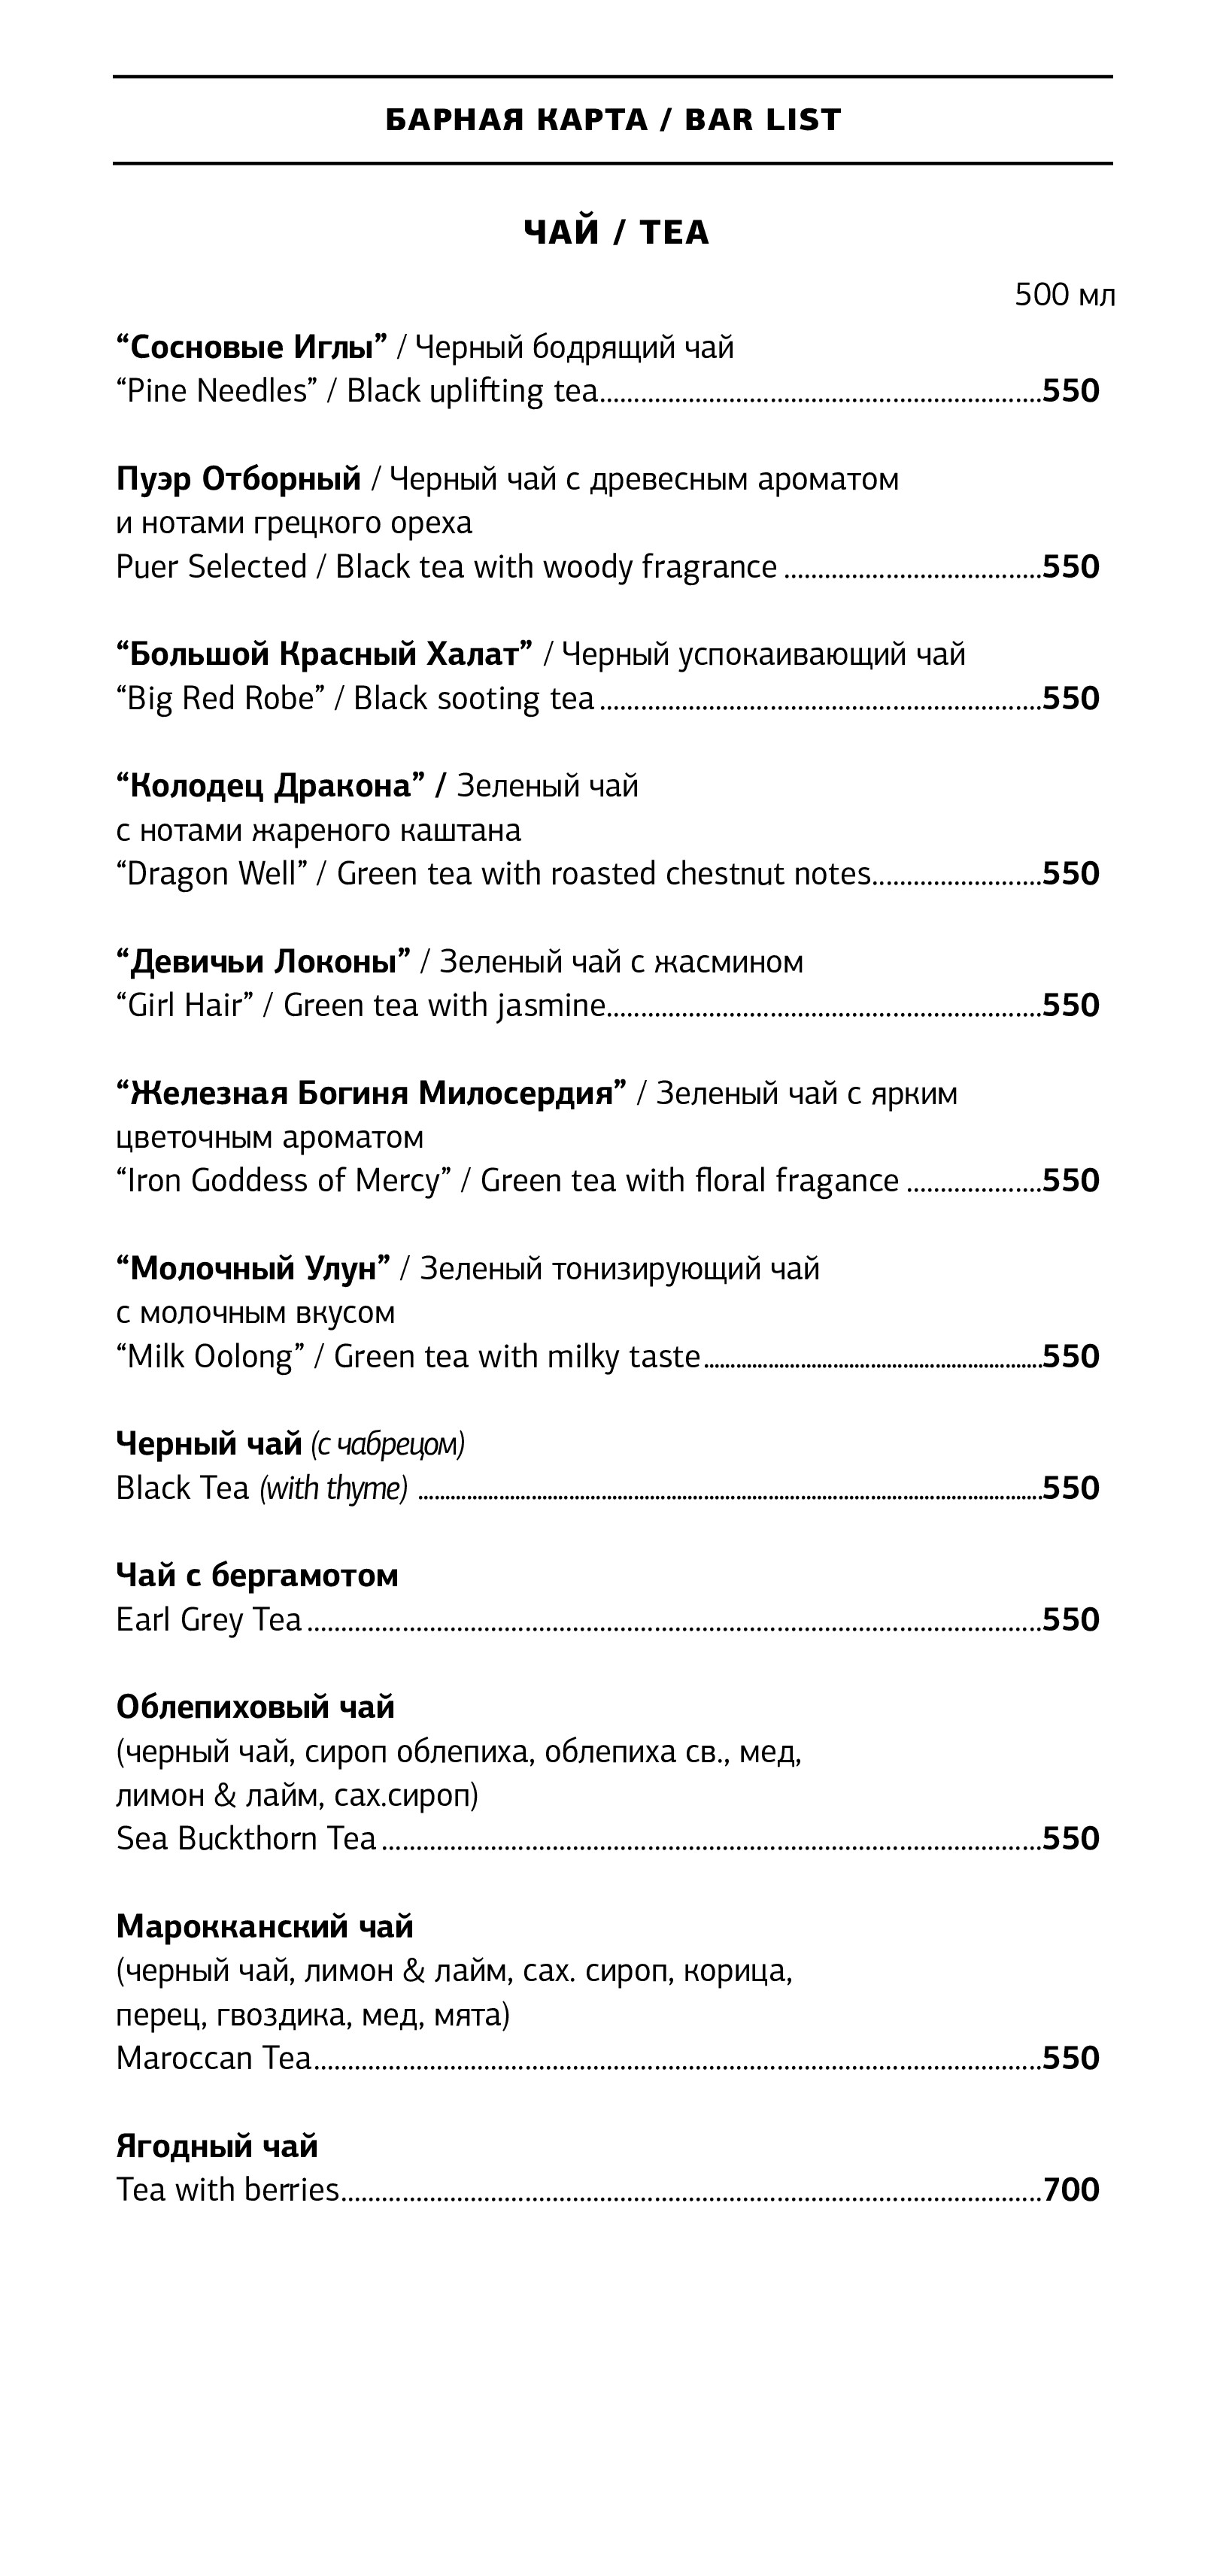 БАРНАЯ КАРТА / BAR LIST
ЧАЙ / TEA
500 мл
“Сосновые Иглы” / Черный бодрящий чай
“Pine Needles” / Black uplifting tea......550
Пуэр Отборный / Черный чай с древесным ароматом
и нотами грецкого ореха
Puer Selected / Black tea with woody fragrance ......550
“Большой Красный Халат” / Черный успокаивающий чай
“Big Red Robe” / Black sooting tea......550
“Колодец Дракона” / Зеленый чай
с нотами жареного каштана
“Dragon Well” / Green tea with roasted chestnut notes......550
“Девичьи Локоны” / Зеленый чай с жасмином
“Girl Hair” / Green tea with jasmine......550
“Железная Богиня Милосердия” / Зеленый чай с ярким
цветочным ароматом
“Iron Goddess of Mercy” / Green tea with floral fragance ......550
“Молочный Улун” / Зеленый тонизирующий чай
с молочным вкусом
“Milk Oolong” / Green tea with milky taste......550
Черный чай (с чабрецом)
Black Tea (with thyme) ......550
Чай с бергамотом
Earl Grey Tea......550
Облепиховый чай
(черный чай, сироп облепиха, облепиха св., мед,
лимон & лайм, сах.сироп)
Sea Buckthorn Tea......550
Марокканский чай
(черный чай, лимон & лайм, сах. сироп, корица,
перец, гвоздика, мед, мята)
Maroccan Tea......550
Ягодный чай
Tea with berries......700